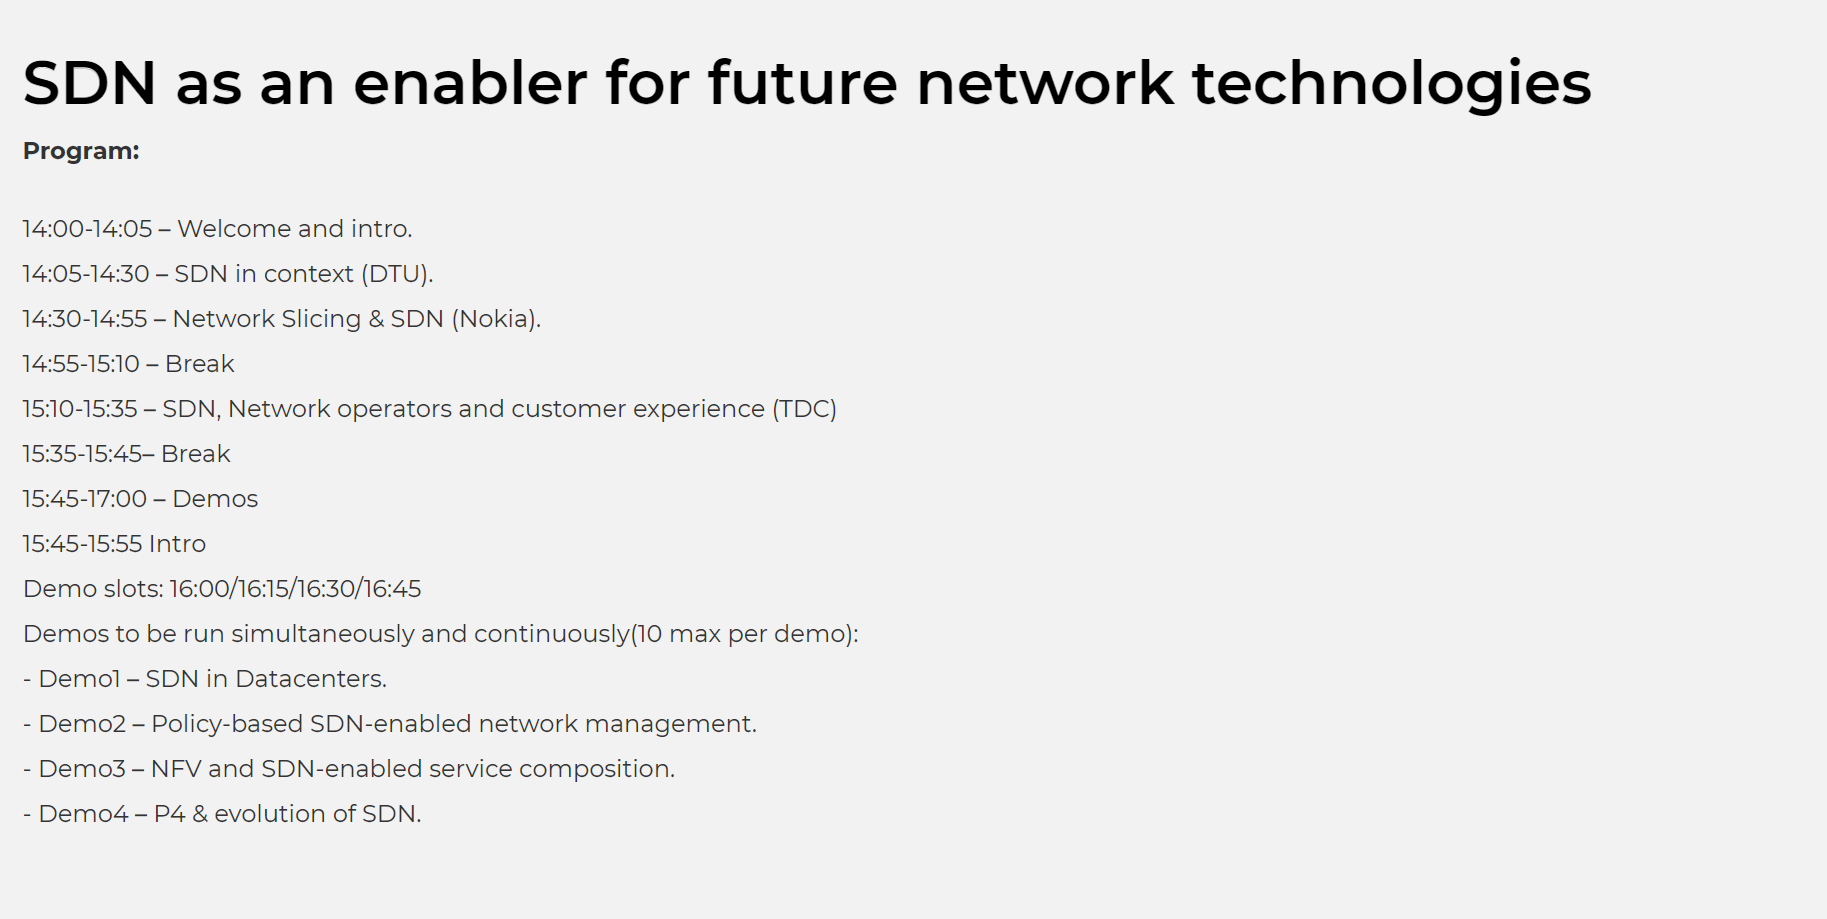 SDN as an enabler for future network technologies
Program:
14:00-14:05 – Welcome and intro.
14:05-14:30 – SDN in context (DTU).
14:30-14:55 – Network Slicing & SDN (Nokia).
14:55-15:10 – Break
15:10-15:35 – SDN, Network operators and customer experience (TDC)
15:35-15:45– Break
15:45-17:00 – Demos
15:45-15:55 Intro
Demo slots: 16:00/16:15/16:30/16:45
Demos to be run simultaneously and continuously(10 max per demo):
- Demo1 – SDN in Datacenters.
- Demo2 – Policy-based SDN-enabled network management.
- Demo3 – NFV and SDN-enabled service composition.
- Demo4 – P4 & evolution of SDN.